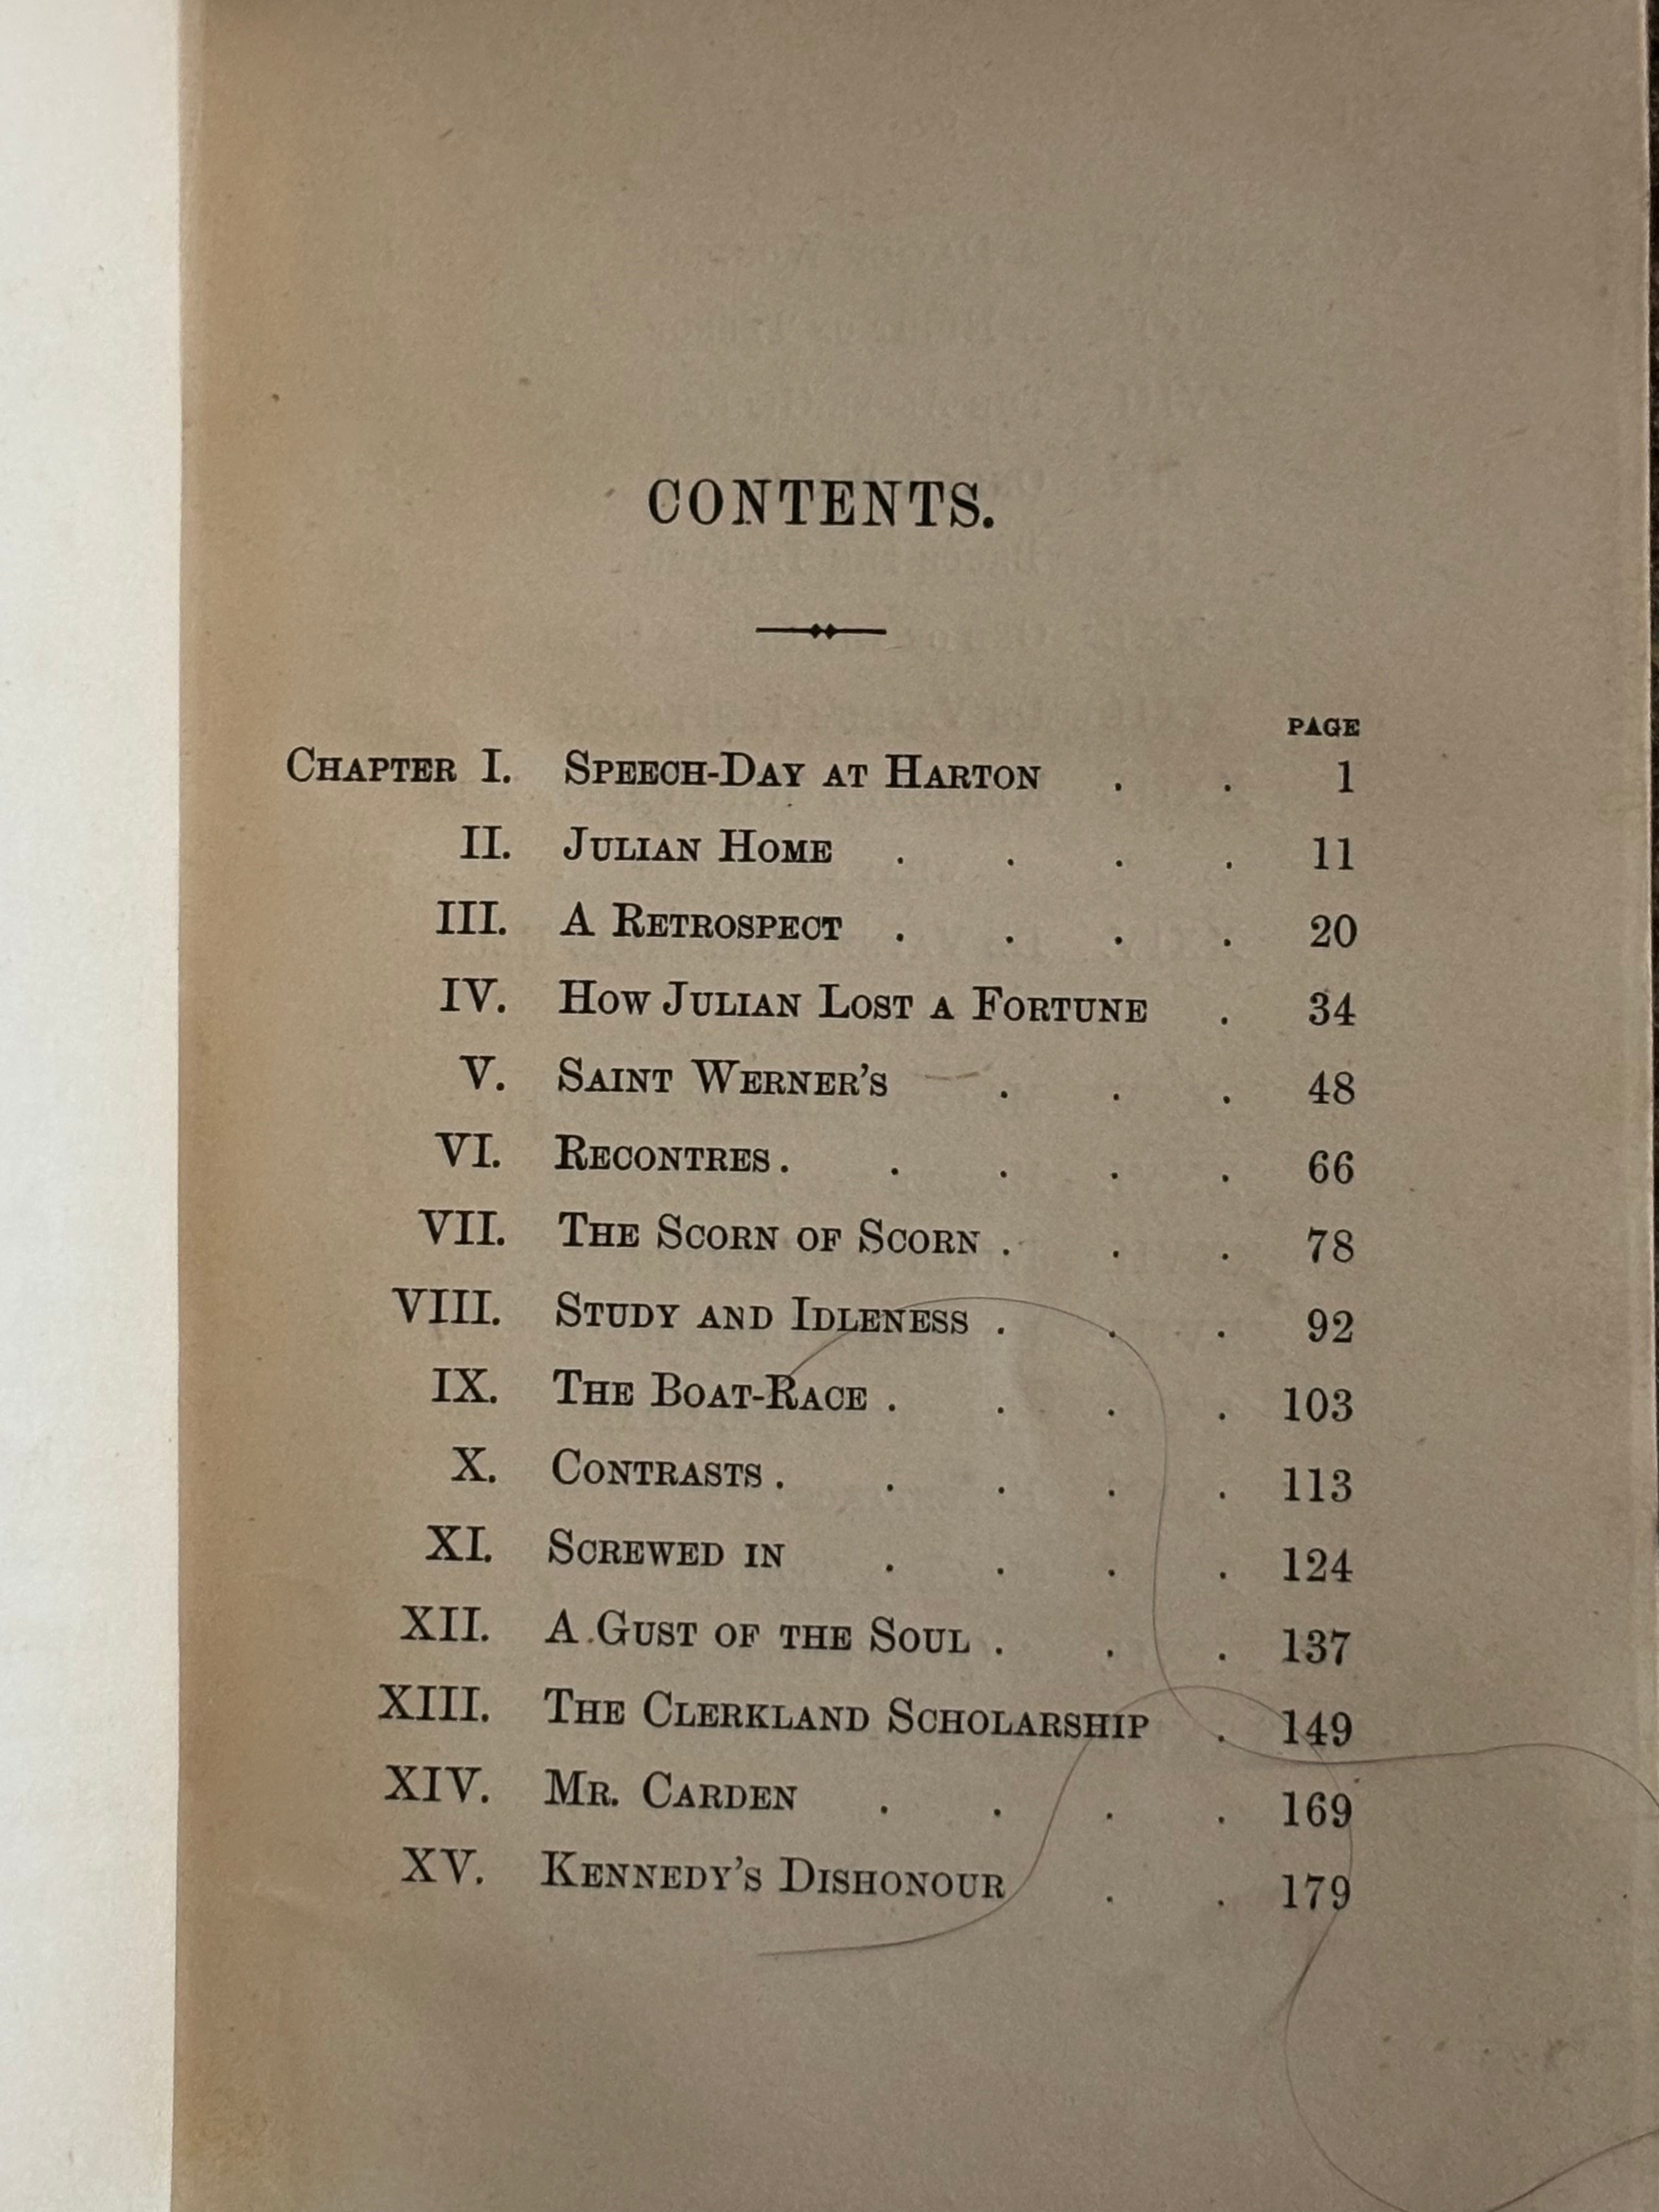 CONTENTS.
PAGE
CHAPTER I. SPEECH-DAY AT HARTON . . 1
II. JULIAN HOME . . . . 11
III. A RETROSPECT . . . . 20
IV. HOW JULIAN LOST A FORTUNE . 34
V. SAINT WERNER'S . . . 48
VI. RECONTRES . . . . . 66
VII. THE SCORN OF SCORN . . . 78
VIII. STUDY AND IDLENESS . . . 92
IX. THE BOAT-RACE . . . . 103
X. CONTRASTS . . . . . 113
XI. SCREWED IN . . . . 124
XII. A GUST OF THE SOUL . . . 137
XIII. THE CLERKLAND SCHOLARSHIP . 149
XIV. MR. CARDEN . . . . 169
XV. KENNEDY'S DISHONOUR . . 179